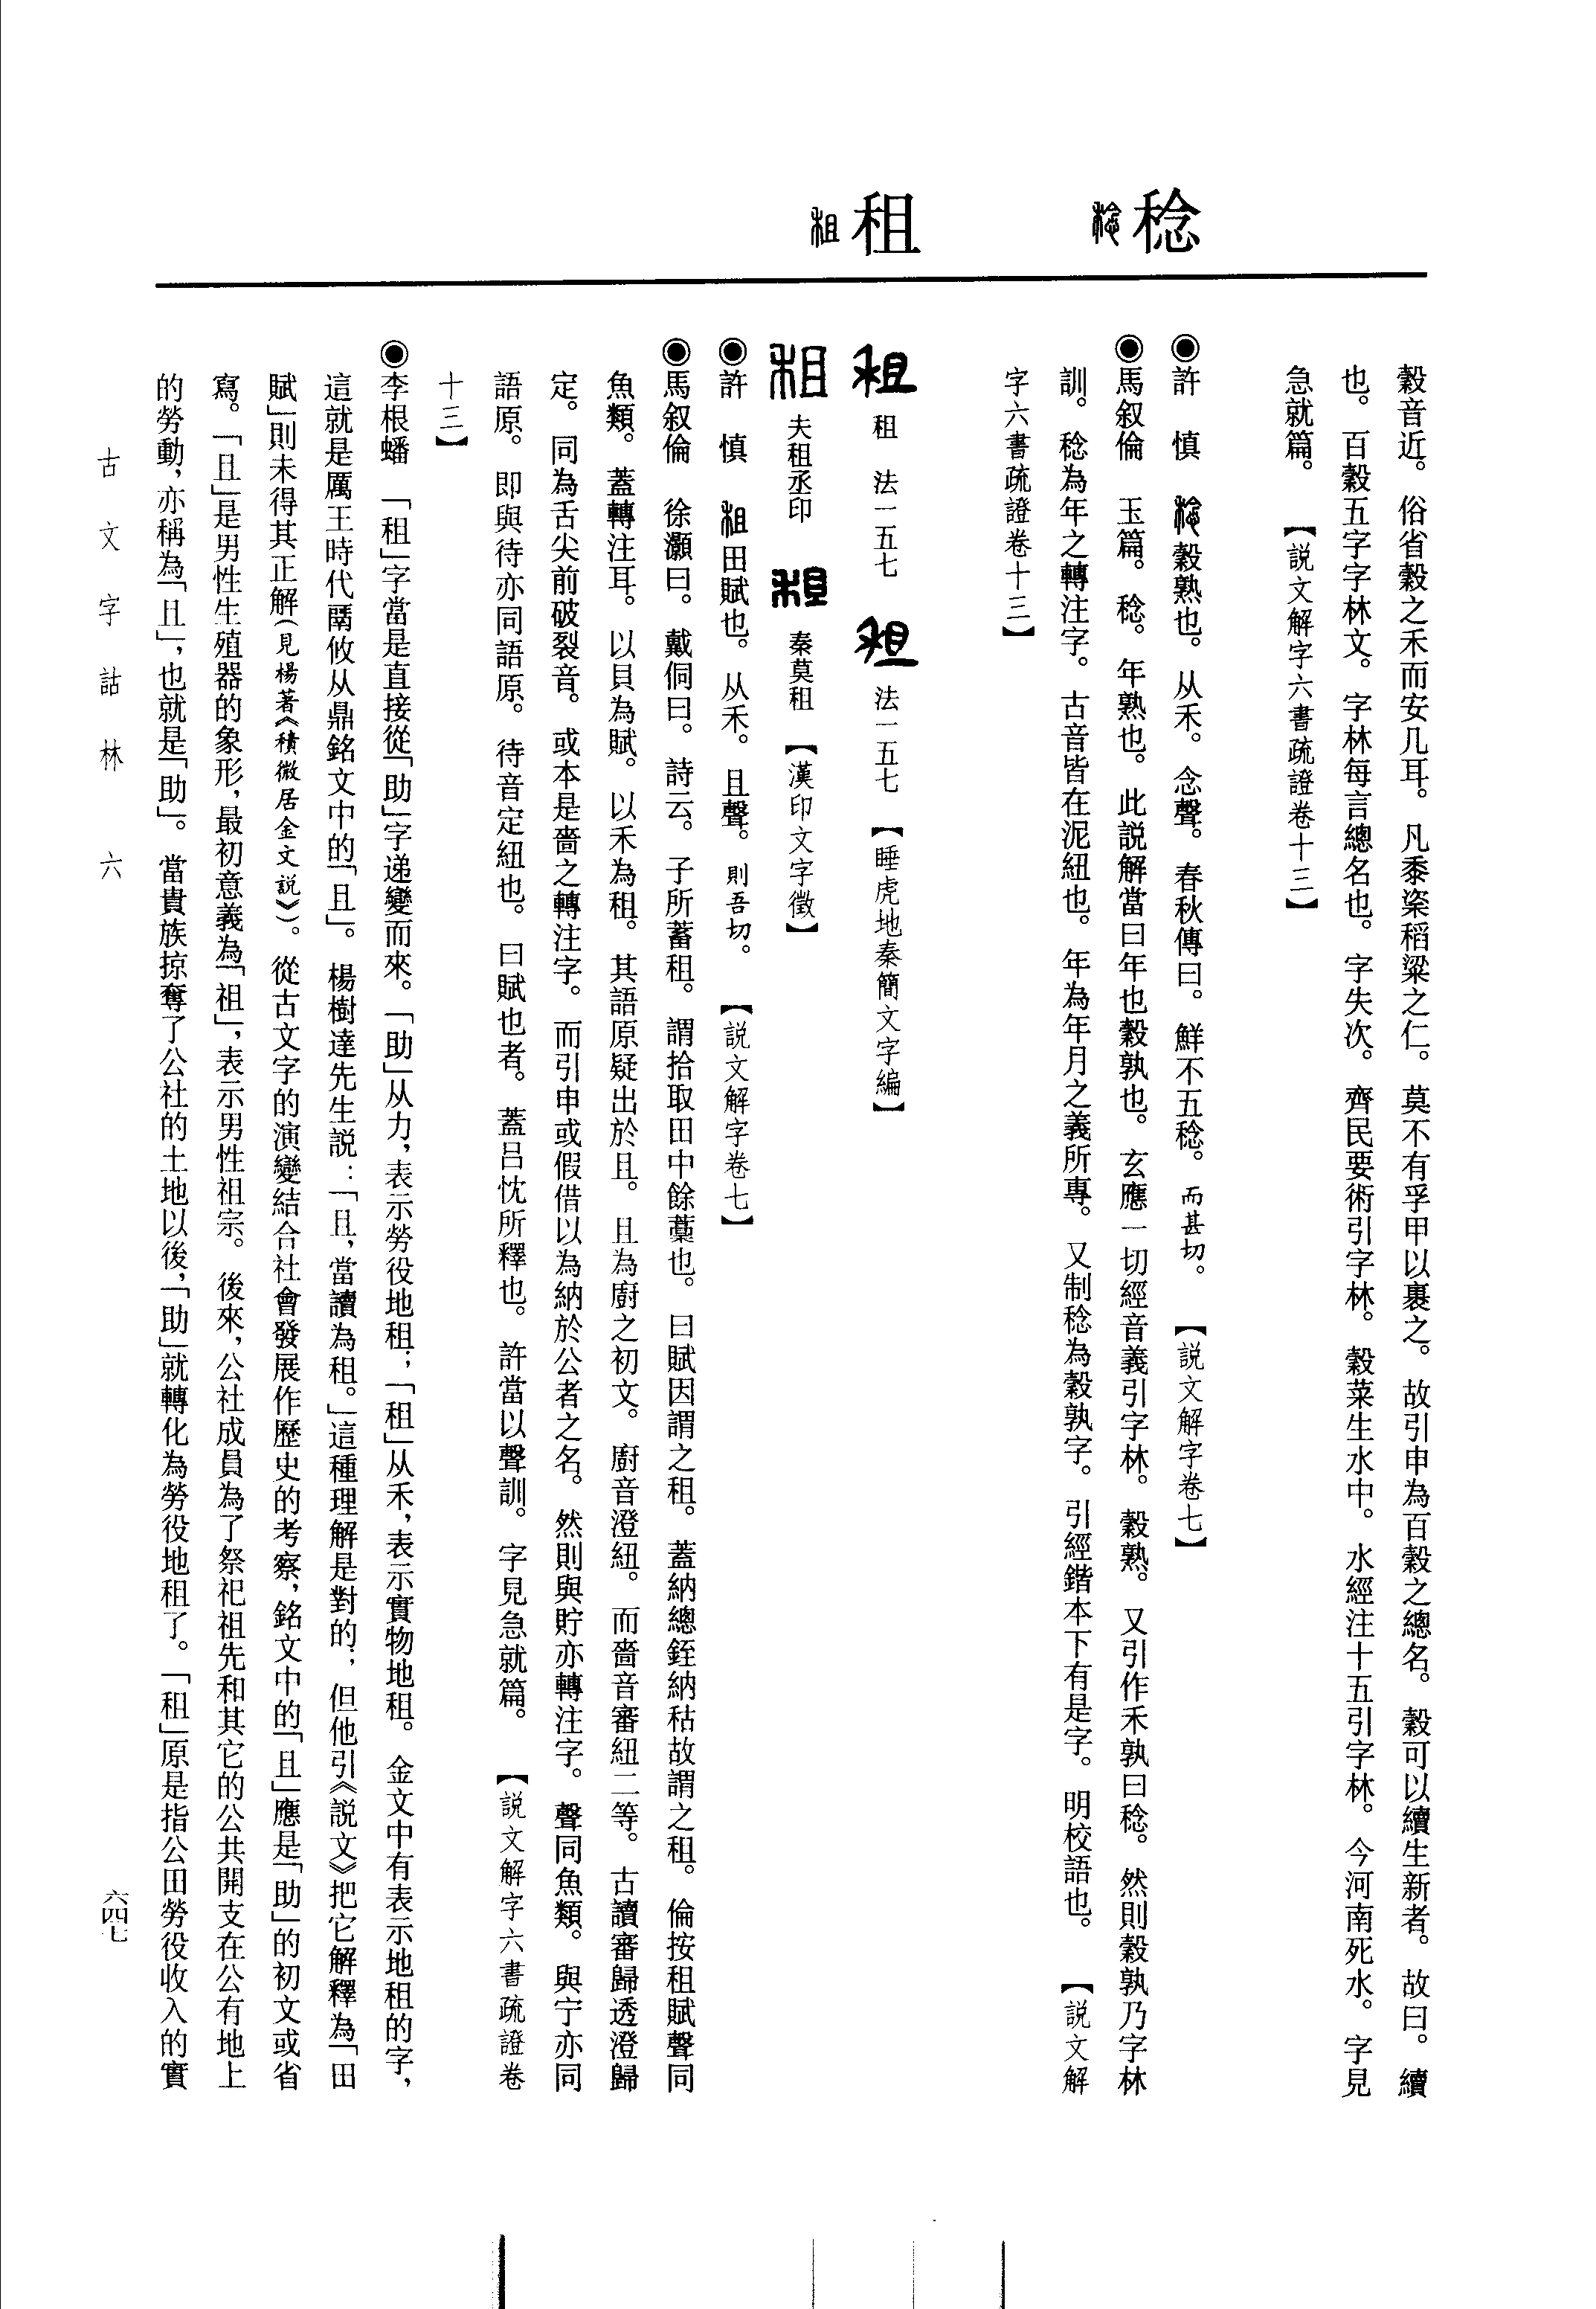 稔
租
穀音近。俗省穀之禾而安几耳。凡黍粢稻粱之仁。莫不有孚甲以裹之。故引申為百穀之總名。穀可以續生新者。故曰。續
也。百穀五字字林文。字林每言總名也。字失次。齊民要術引字林。穀菜生水中。水經注十五引字林。今河南死水。字見
急就篇。【説文解字六書疏證卷十三】
◉許　慎　穀熟也。从禾。念聲。春秋傳曰。鮮不五稔。而甚切。【説文解字卷七】
◉馬叙倫　玉篇。稔。年熟也。此説解當曰年也穀孰也。玄應一切經音義引字林。穀熟。又引作禾孰曰稔。然則穀孰乃字林
訓。稔為年之轉注字。古音皆在泥紐也。年為年月之義所專。又制稔為穀孰字。引經鍇本下有是字。明校語也。【説文解
字六書疏證卷十三】
租　法一五七　法一五七【睡虎地秦簡文字編】
夫租丞印　秦莫租【漢印文字徵】
◉許　慎　田賦也。从禾。且聲。則吾切。【説文解字卷七】
◉馬叙倫　徐灝曰。戴侗曰。詩云。子所蓄租。謂拾取田中餘藁也。曰賦因謂之租。蓋納總銍納秸故謂之租。倫按租賦聲同
魚類。蓋轉注耳。以貝為賦。以禾為租。其語原疑出於且。且為廚之初文。廚音澄紐。而嗇音審紐二等。古讀審歸透澄歸
定。同為舌尖前破裂音。或本是嗇之轉注字。而引申或假借以為納於公者之名。然則與貯亦轉注字。聲同魚類。與宁亦同
語原。即與待亦同語原。待音定紐也。曰賦也者。蓋呂忱所釋也。許當以聲訓。字見急就篇。【説文解字六書疏證卷
十三】
◉李根蟠　「租」字當是直接從「助」字递變而來。「助」从力，表示勞役地租；「租」从禾，表示實物地租。金文中有表示地租的字，
這就是厲王時代鬲攸从鼎銘文中的「且」。楊樹達先生説：「且，當讀為租。」這種理解是對的；但他引《説文》把它解釋為「田
賦」則未得其正解（見楊著《積微居金文説》）。從古文字的演變結合社會發展作歷史的考察，銘文中的「且」應是「助」的初文或省
寫。「且」是男性生殖器的象形，最初意義為「祖」，表示男性祖宗。後來，公社成員為了祭祀祖先和其它的公共開支在公有地上
的勞動，亦稱為「且」，也就是「助」。當貴族掠奪了公社的土地以後，「助」就轉化為勞役地租了。「租」原是指公田勞役收入的實
古文字詁林　六
六四七